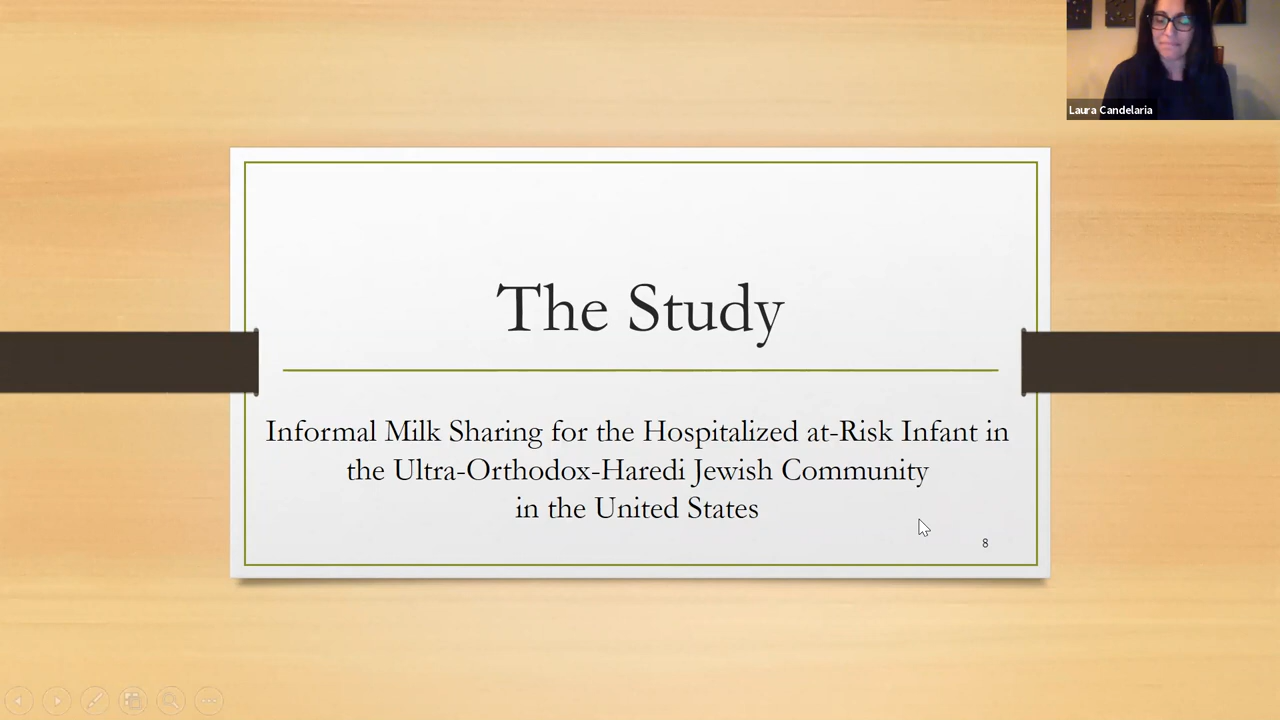 Laura Candelaria
The Study
Informal Milk Sharing for the Hospitalized at-Risk Infant in
the Ultra-Orthodox-Haredi Jewish Community
in the United States
8